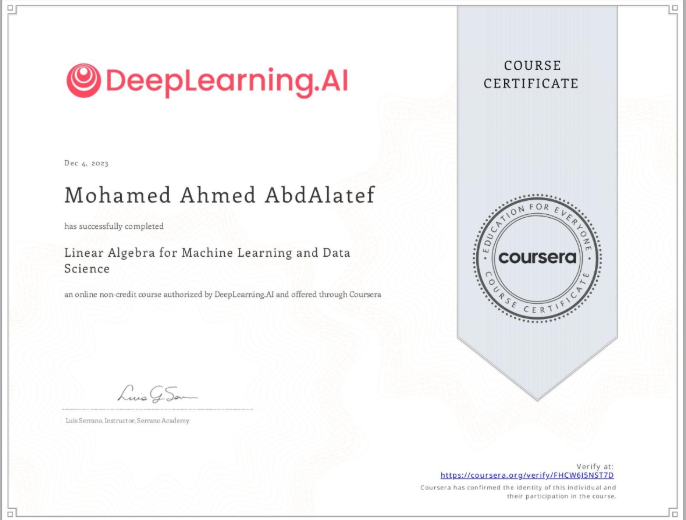 DeepLearning.AI
COURSE
CERTIFICATE
Dec 4, 2023
Mohamed Ahmed AbdAlatef
has successfully completed
Linear Algebra for Machine Learning and Data
Science
an online non-credit course authorized by DeepLearning.AI and offered through Coursera
EDUCATION FOR EVERYONE
coursera
COURSE CERTIFICATE
Luis Serrano, Instructor, Serrano Academy
Verify at:
https://coursera.org/verify/FHCW6J5NST7D
Coursera has confirmed the identity of this individual and
their participation in the course.